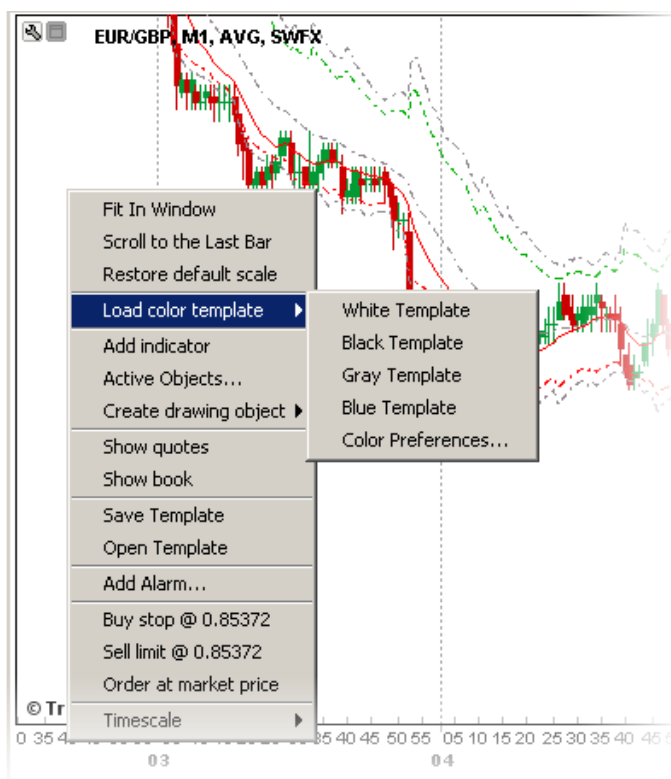 EUR/GBP, M1, AVG, SWFX
Fit In Window
Scroll to the Last Bar
Restore default scale
Load color template
White Template
Black Template
Gray Template
Blue Template
Color Preferences...
Add indicator
Active Objects...
Create drawing object
Show quotes
Show book
Save Template
Open Template
Add Alarm...
Buy stop @ 0.85372
Sell limit @ 0.85372
Order at market price
Timescale
© Tr
0 35 40 45 50 55 05 10 15 20 25 30 35 40 45
03 04